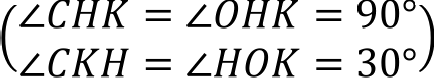 (∠CHK = ∠OHK = 90°
∠CKH = ∠HOK = 30°)